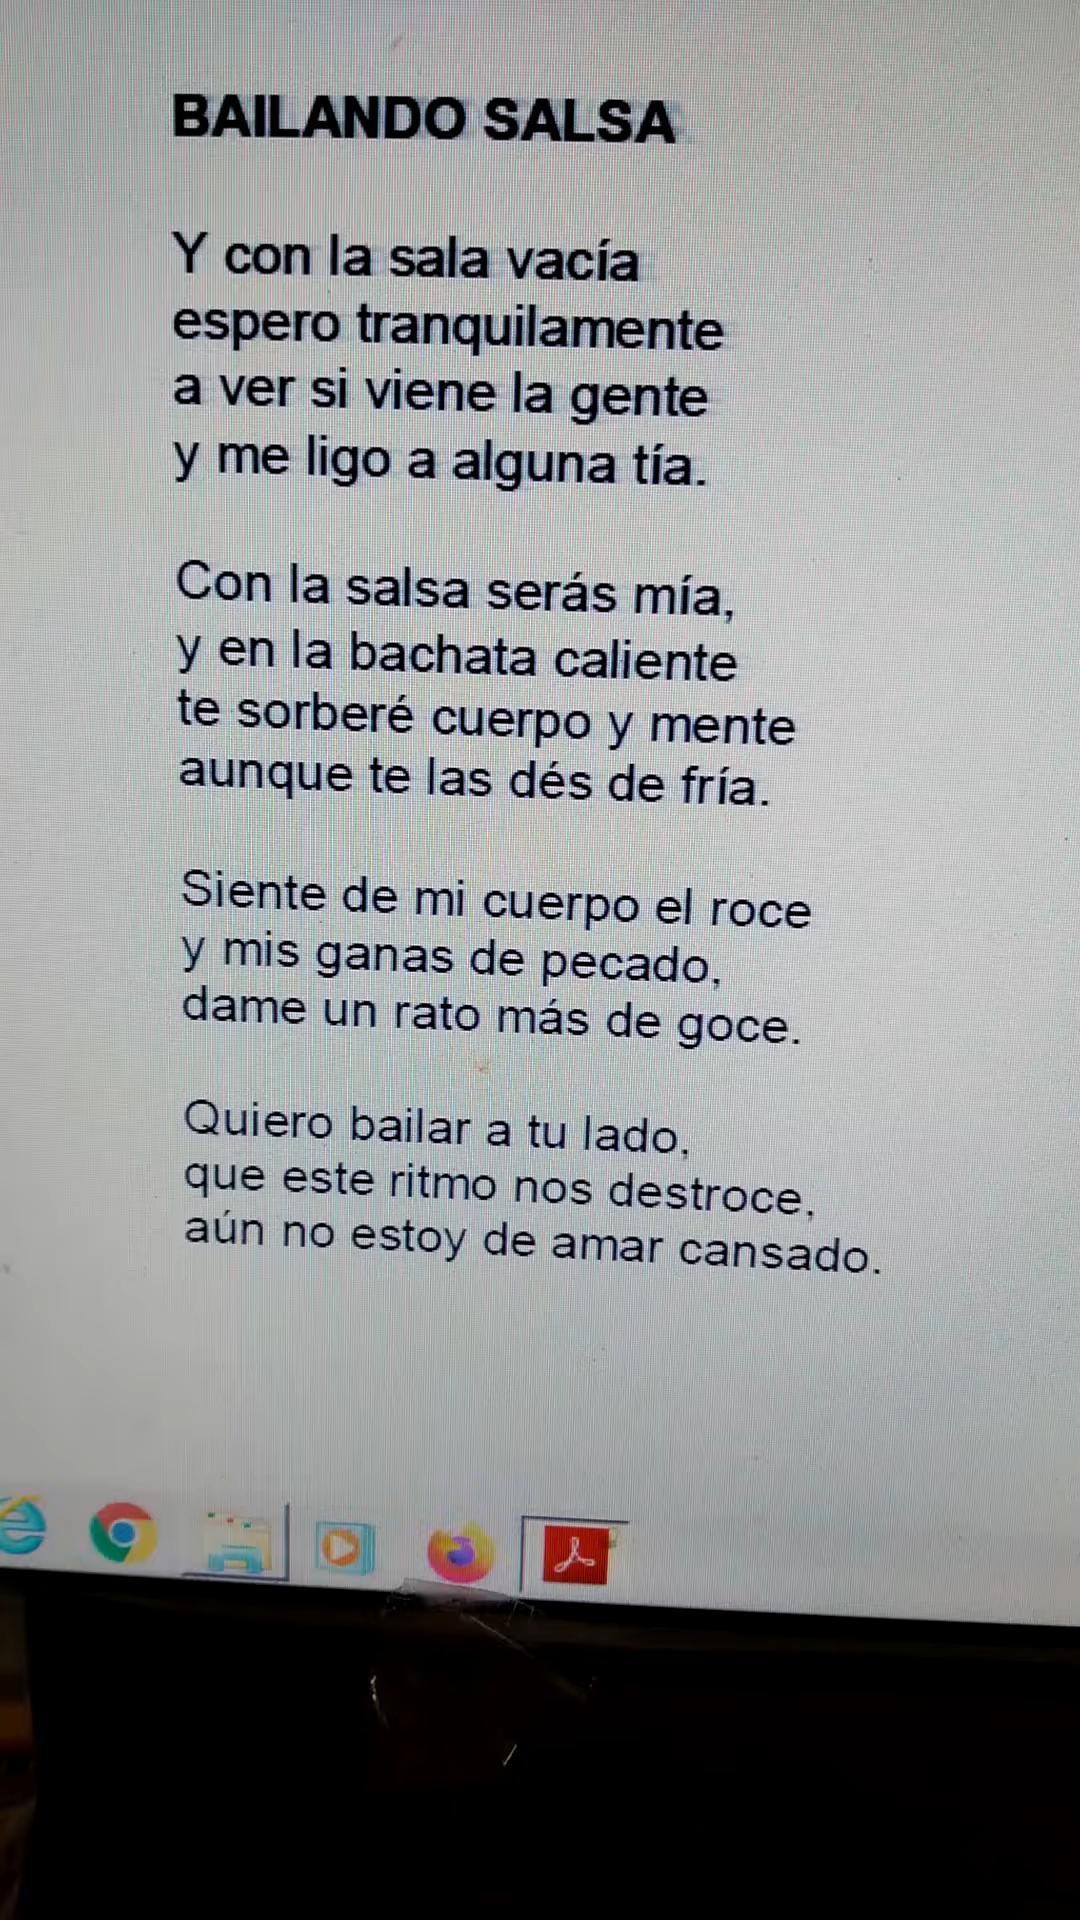 BAILANDO SALSA
Y con la sala vacía
espero tranquilamente
a ver si viene la gente
y me ligo a alguna tía.
Con la salsa serás mía,
y en la bachata caliente
te sorberé cuerpo y mente
aunque te las dés de fría.
Siente de mi cuerpo el roce
y mis ganas de pecado,
dame un rato más de goce.
Quiero bailar a tu lado,
que este ritmo nos destroce,
aún no estoy de amar cansado.